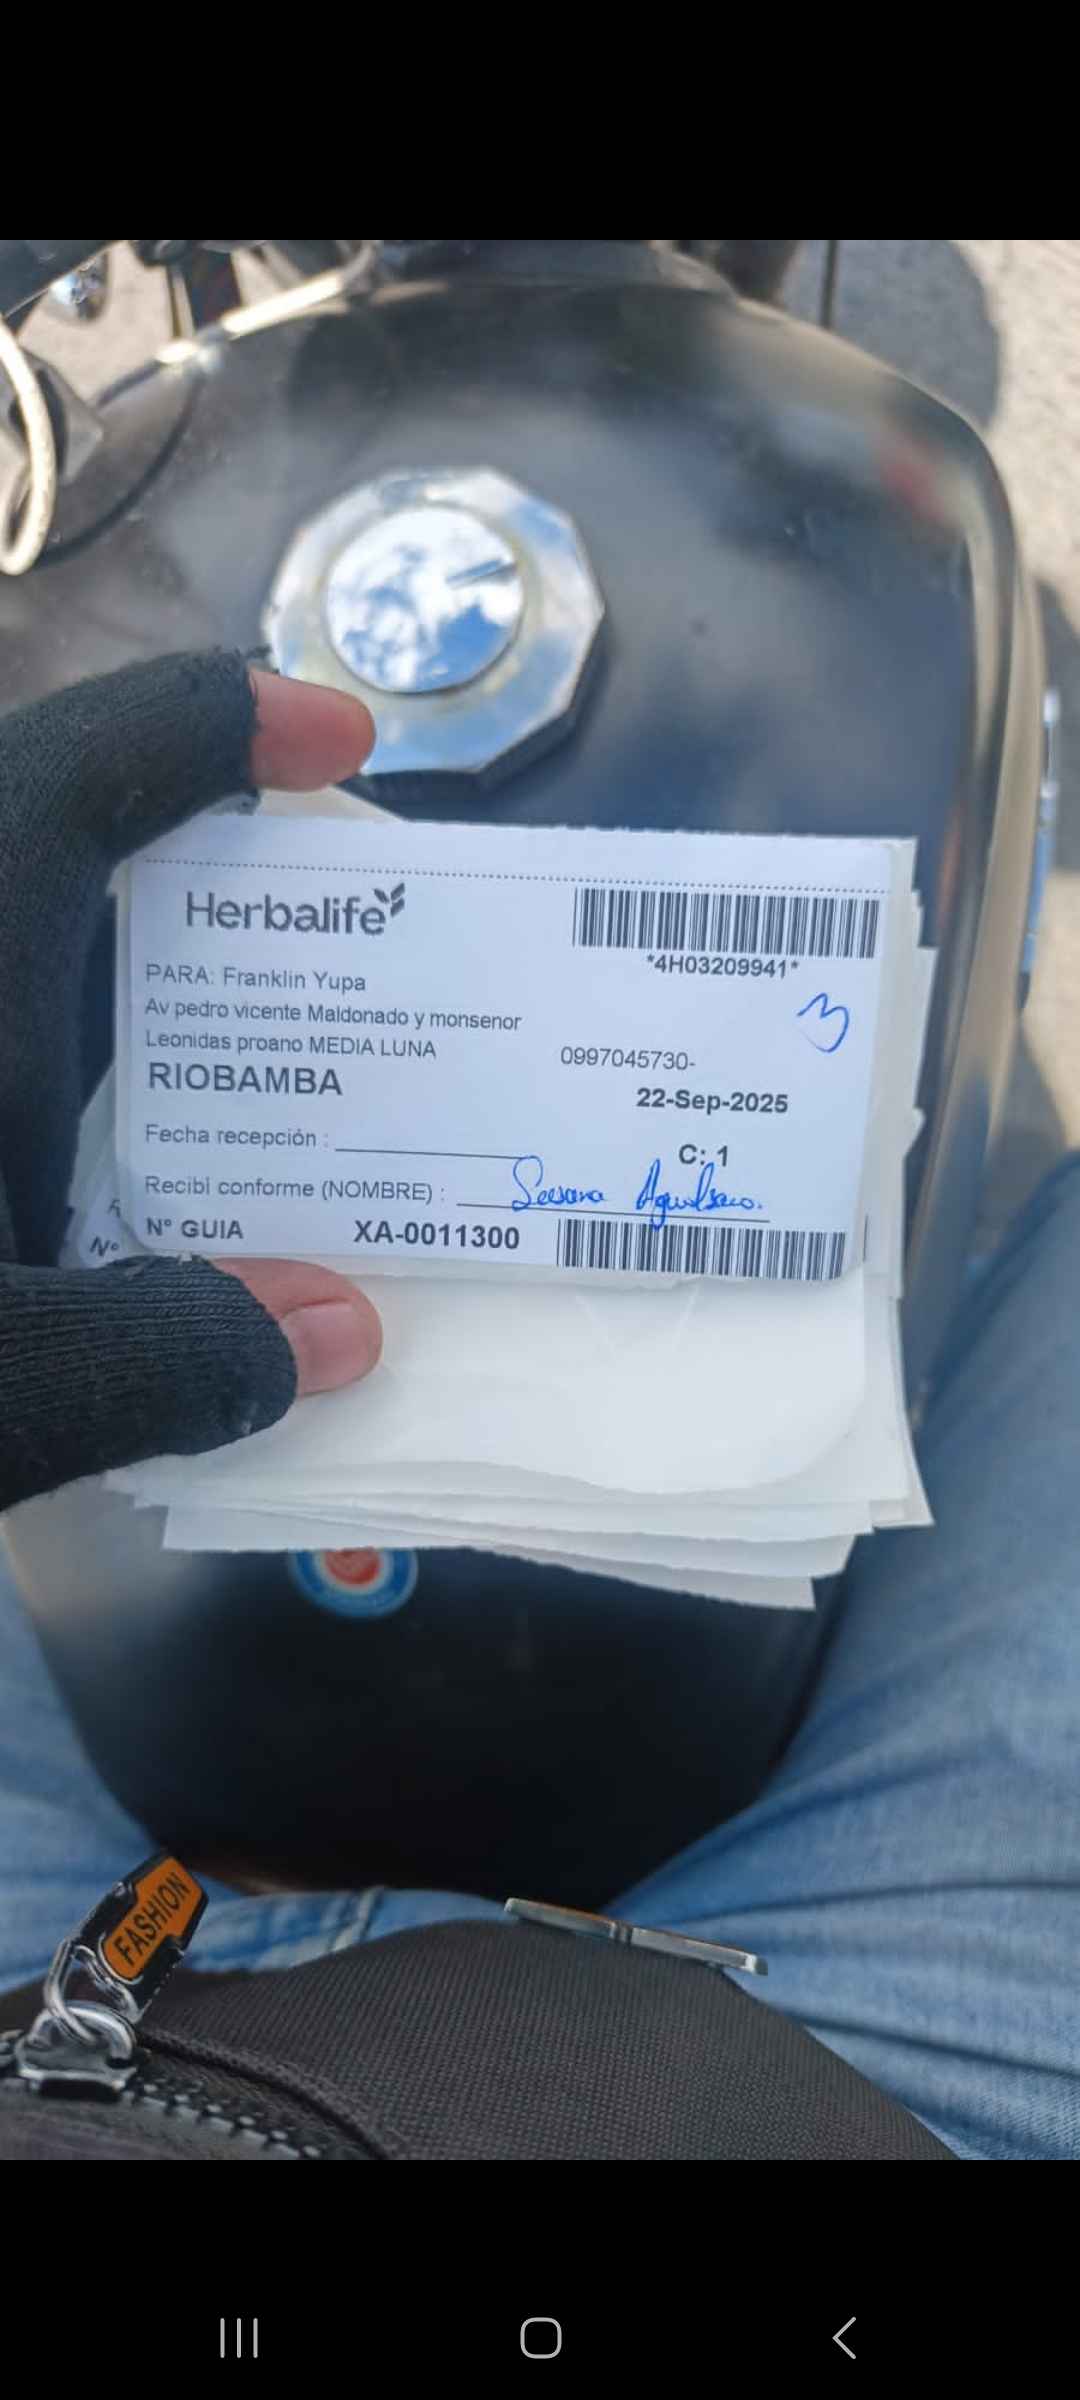 Herbalife
*4H03209941*
PARA: Franklin Yupa
3
Av pedro vicente Maldonado y monsenor
Leonidas proano MEDIA LUNA
0997045730-
RIOBAMBA
22-Sep-2025
Fecha recepción :
C: 1
Recibí conforme (NOMBRE) :
N° GUIA XA-0011300
N°
FASHION